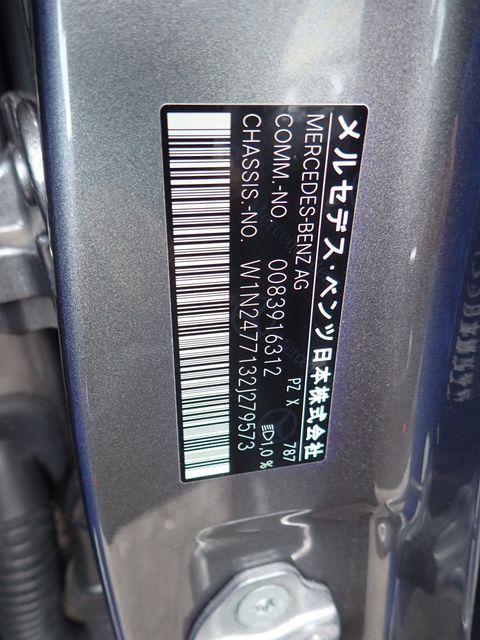 メルセデス・ベンツ日本株式会社
MERCEDES-BENZ AG
PZ X 787
COMM.-NO. 0083916312
1,0 %
CHASSIS.-NO. W1N2477132J279573